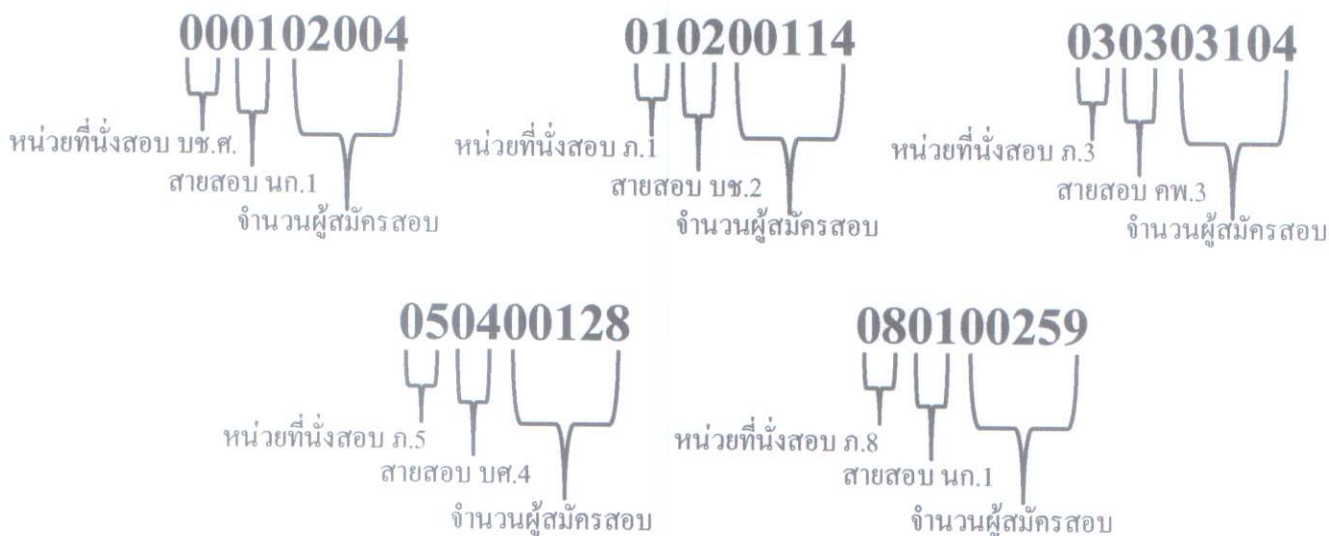 000102004
หน่วยที่นั่งสอบ บช.ศ.
สายสอบ นก.1
จำนวนผู้สมัครสอบ
010200114
หน่วยที่นั่งสอบ ภ.1
สายสอบ บช.2
จำนวนผู้สมัครสอบ
030303104
หน่วยที่นั่งสอบ ภ.3
สายสอบ คพ.3
จำนวนผู้สมัครสอบ
050400128
หน่วยที่นั่งสอบ ภ.5
สายสอบ บศ.4
จำนวนผู้สมัครสอบ
080100259
หน่วยที่นั่งสอบ ภ.8
สายสอบ นก.1
จำนวนผู้สมัครสอบ